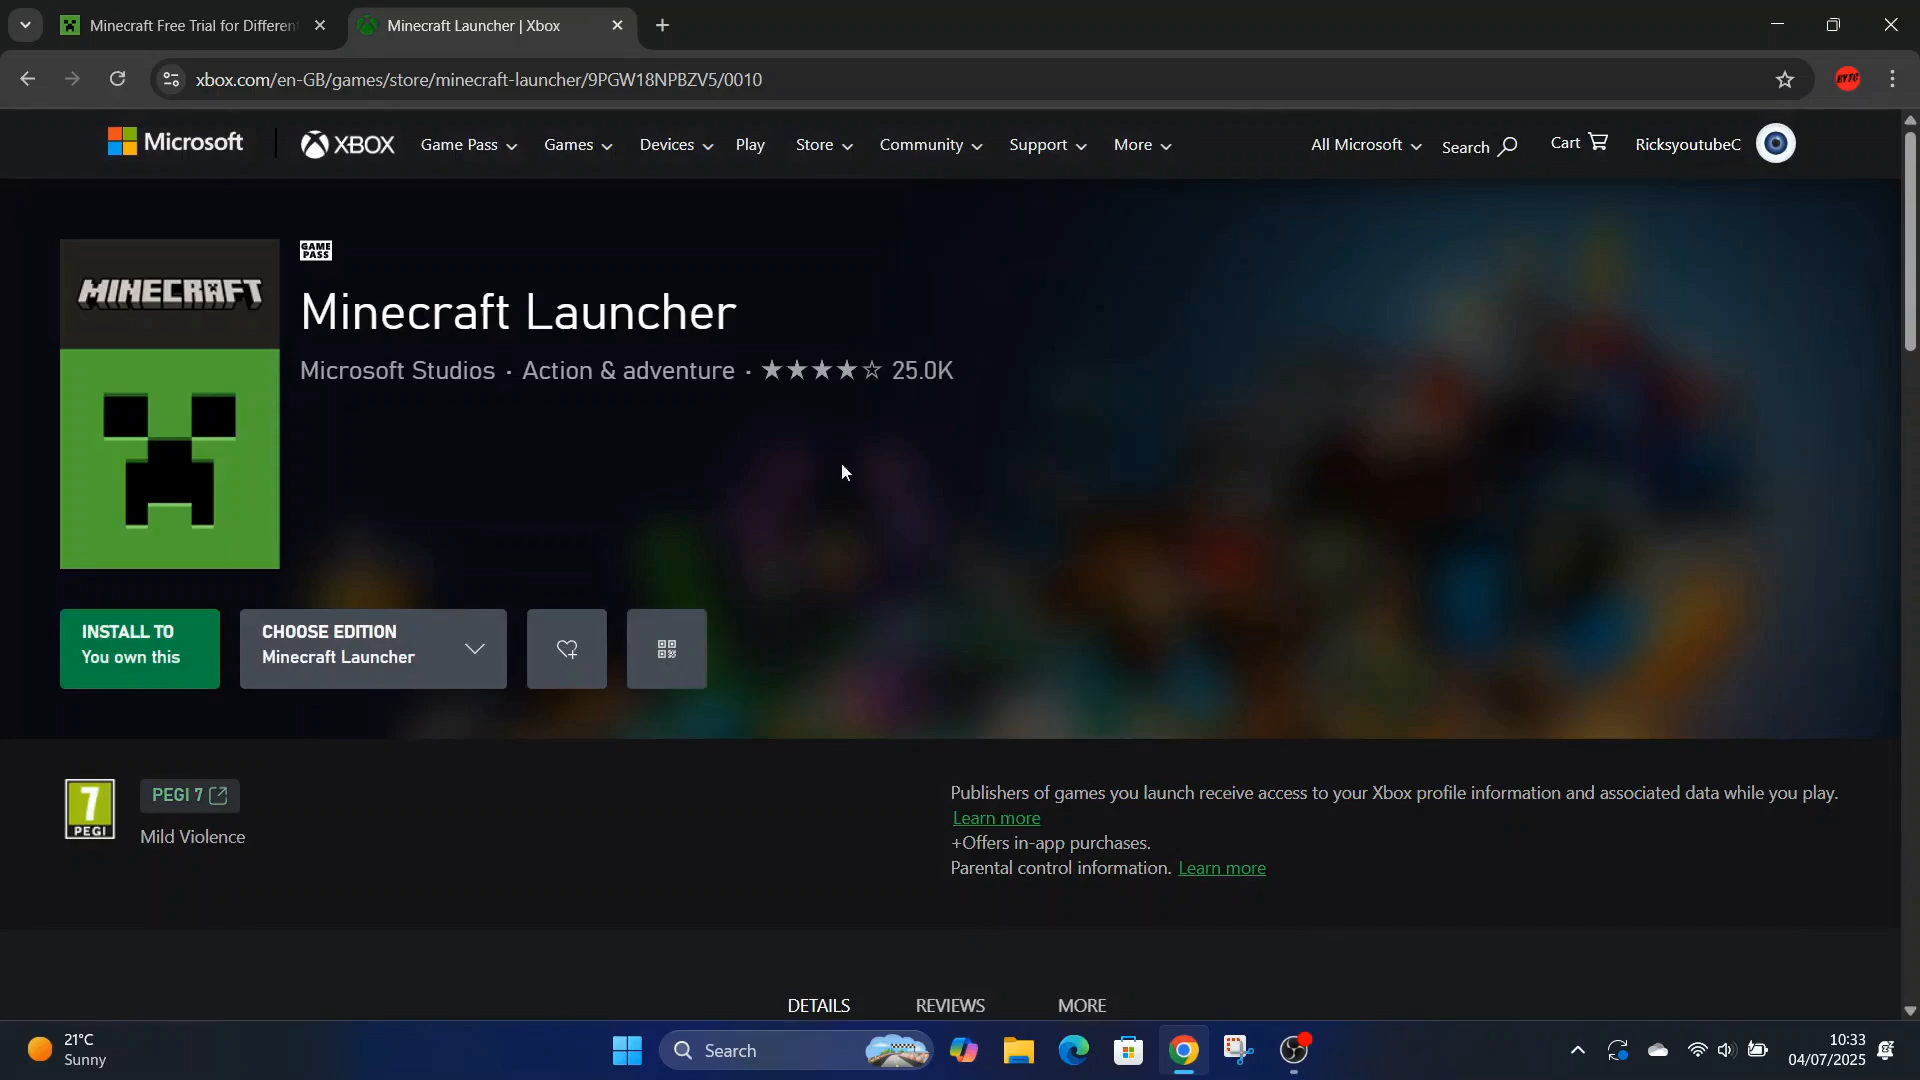 Minecraft Free Trial for Differen
Minecraft Launcher | Xbox
xbox.com/en-GB/games/store/minecraft-launcher/9PGW18NPBZV5/0010
Microsoft
XBOX
Game Pass
Games
Devices
Play
Store
Community
Support
More
All Microsoft
Search
Cart
RicksyoutubeC
MINECRAFT
GAME
PASS
Minecraft Launcher
Microsoft Studios · Action & adventure · ★★★★☆ 25.0K
INSTALL TO
You own this
CHOOSE EDITION
Minecraft Launcher
7
PEGI
PEGI 7
Mild Violence
Publishers of games you launch receive access to your Xbox profile information and associated data while you play.
Learn more
+Offers in-app purchases.
Parental control information. Learn more
DETAILS
REVIEWS
MORE
21°C
Sunny
Search
10:33
04/07/2025